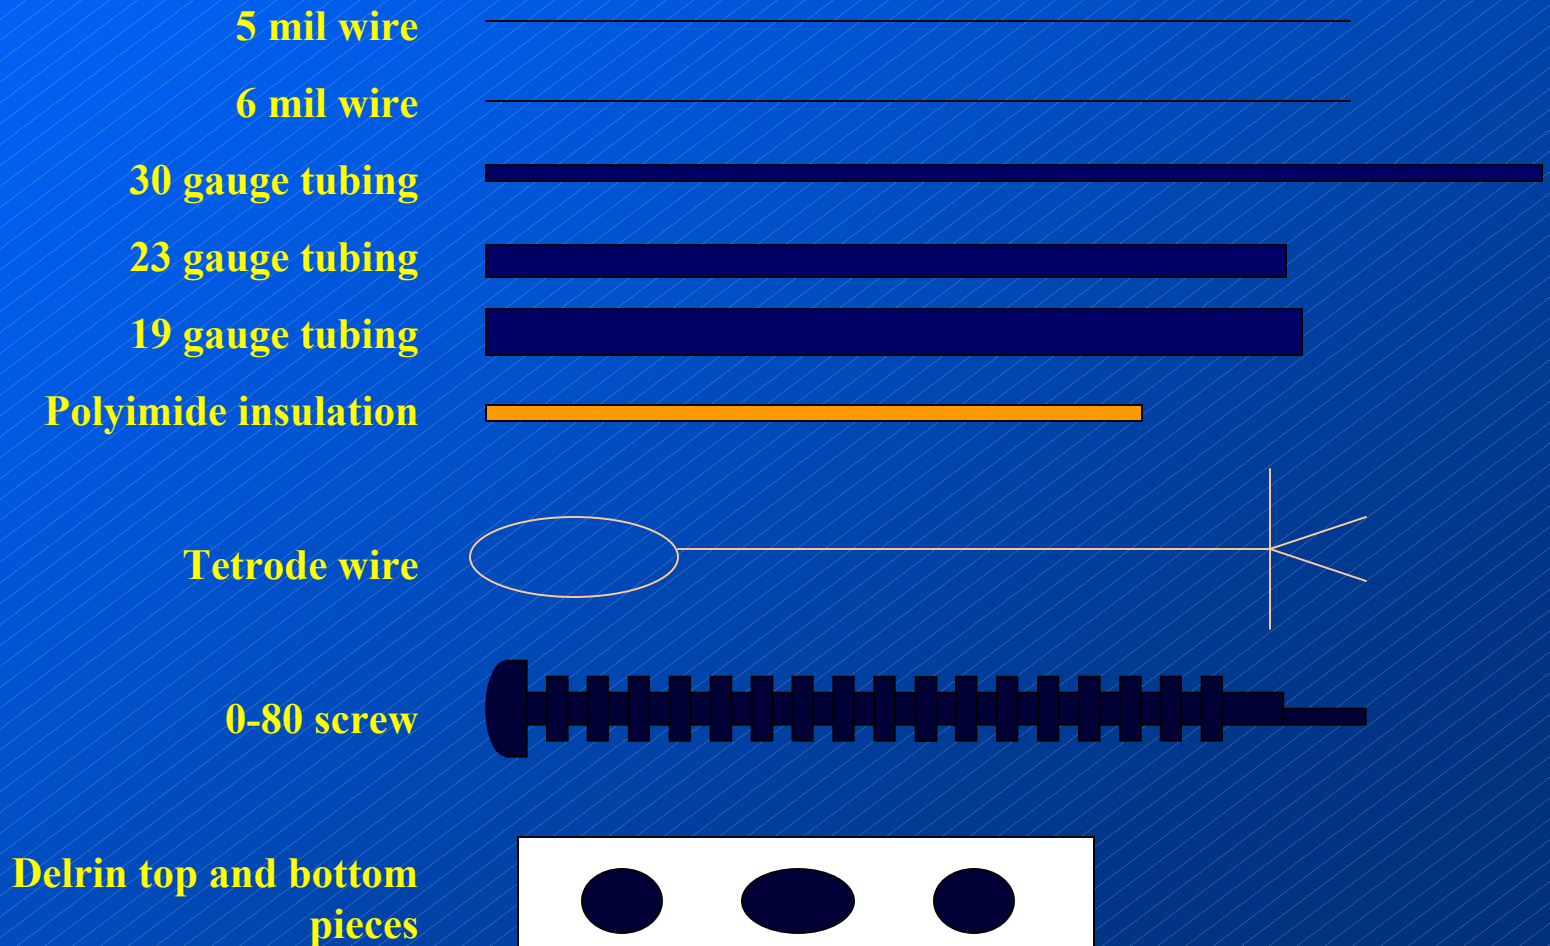 5 mil wire
6 mil wire
30 gauge tubing
23 gauge tubing
19 gauge tubing
Polyimide insulation
Tetrode wire
0-80 screw
Delrin top and bottom
pieces